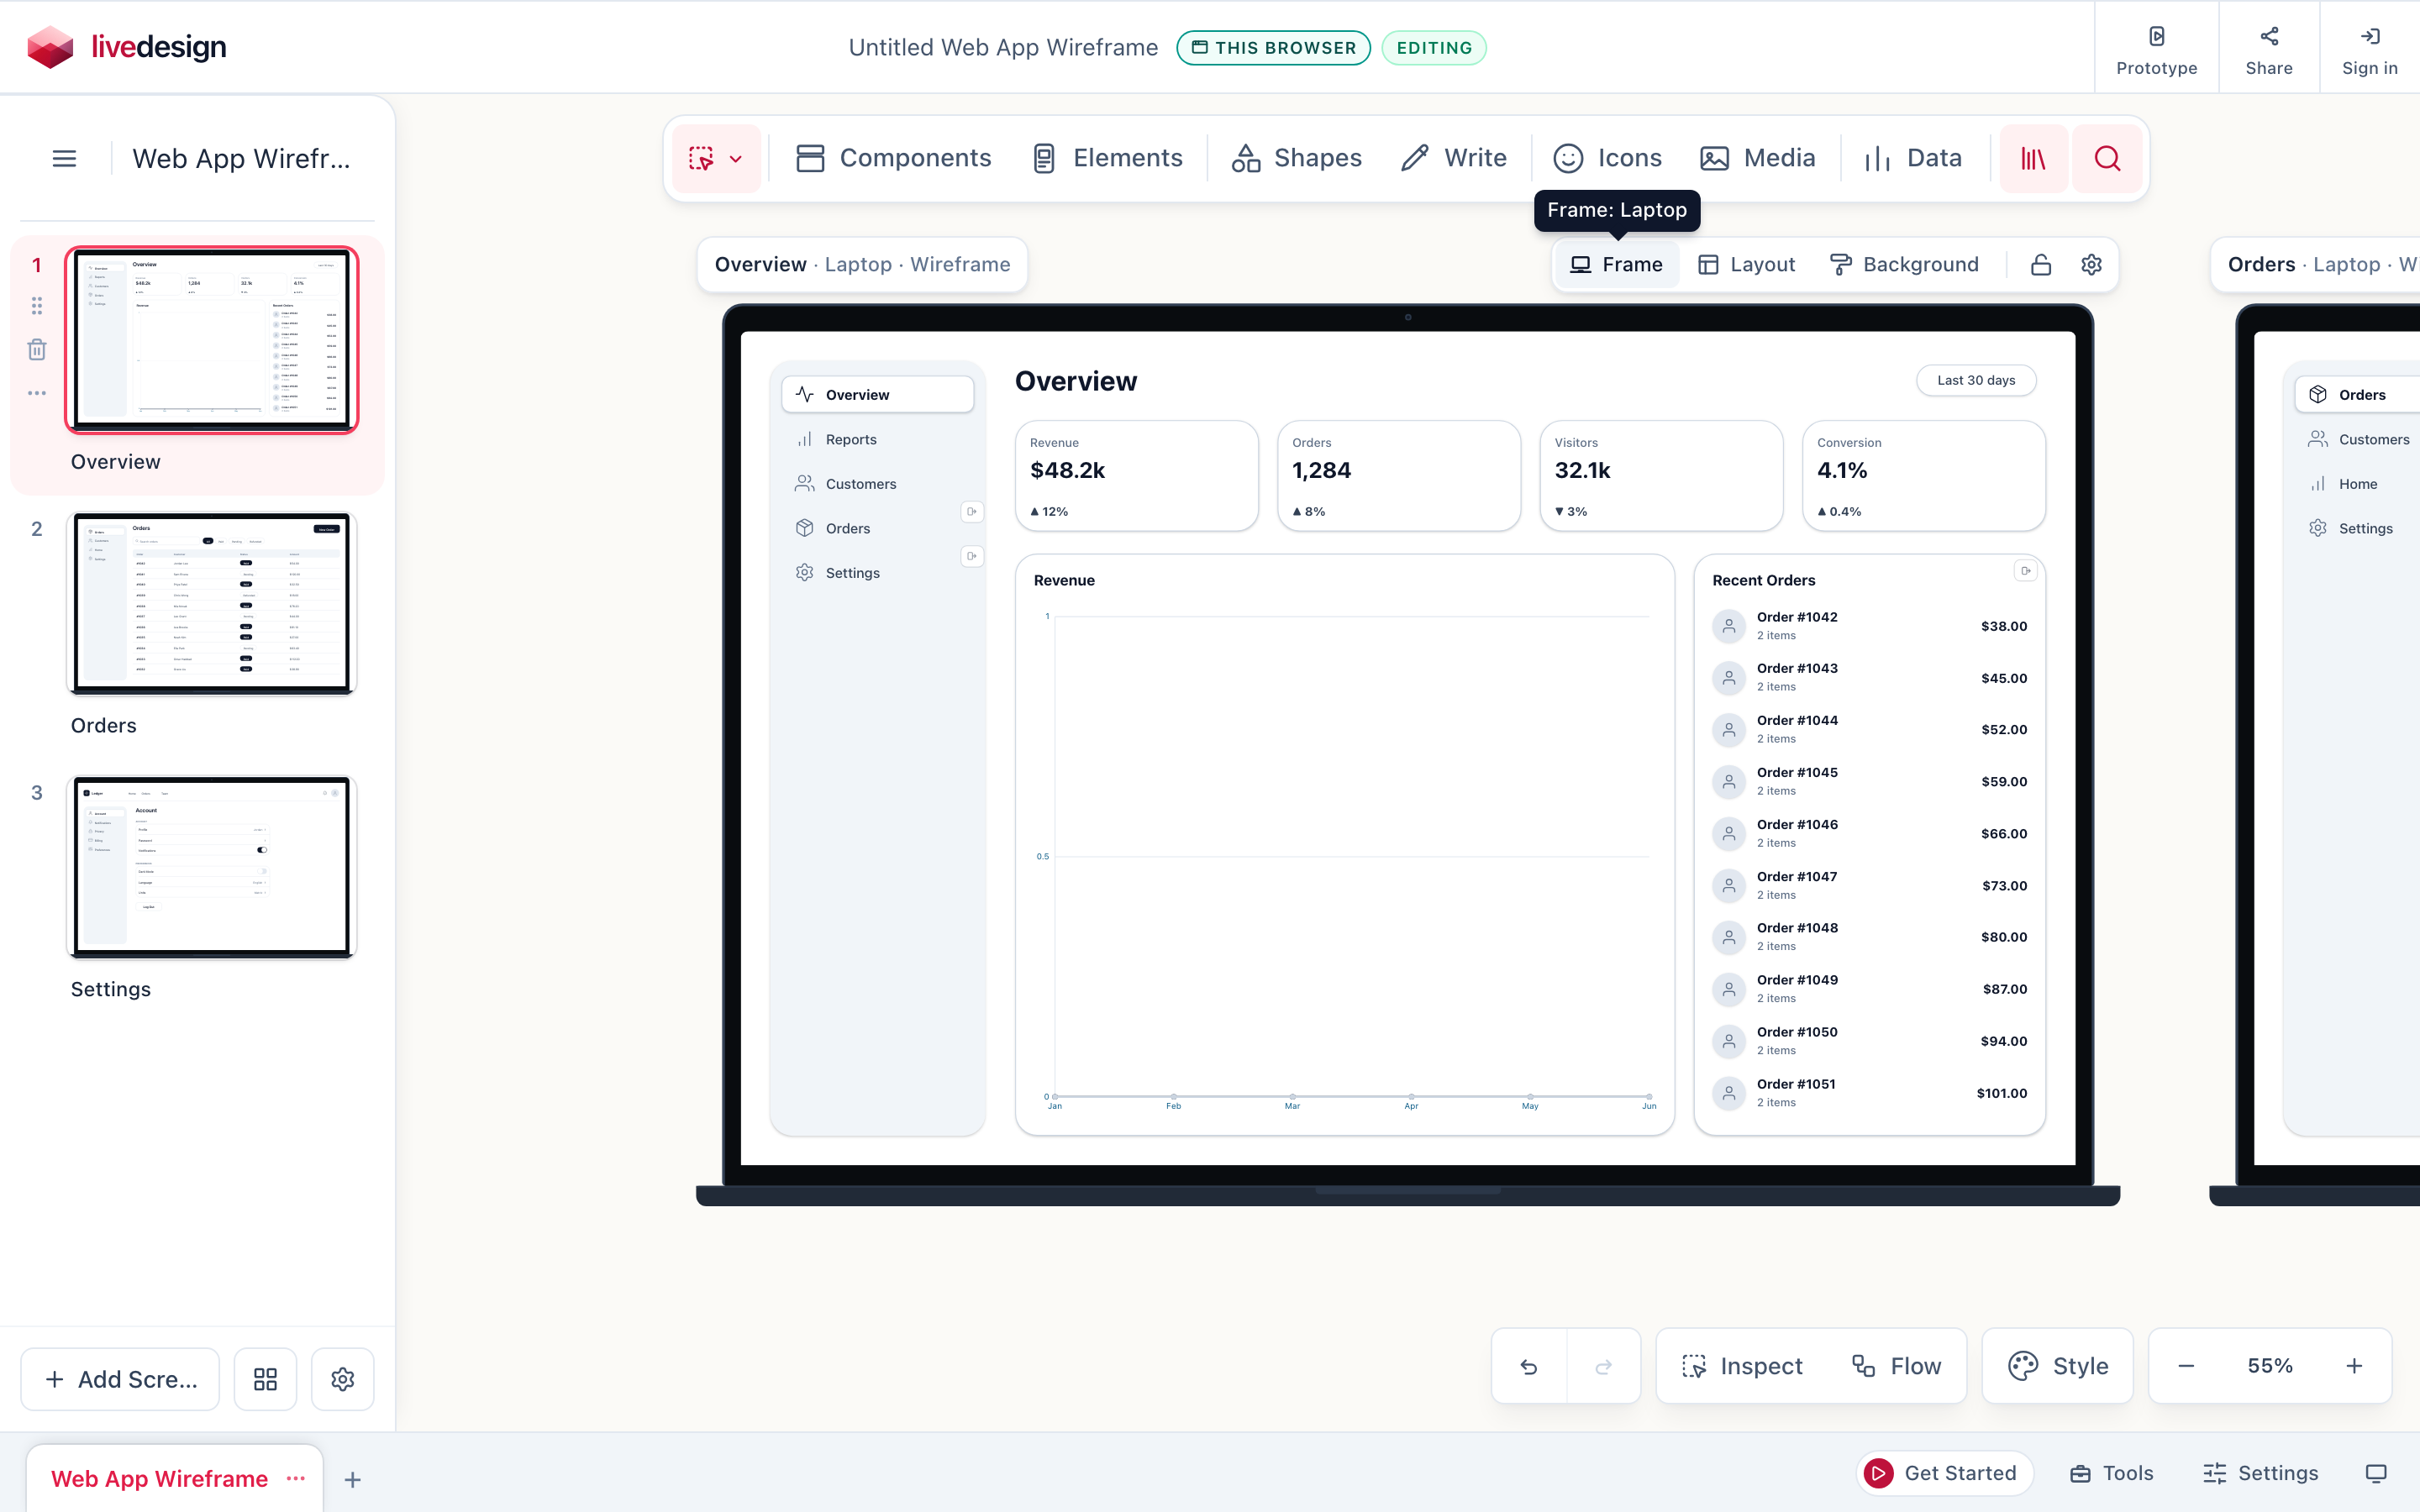 livedesign
Untitled Web App Wireframe
THIS BROWSER
EDITING
Prototype
Share
Sign in
Web App Wirefr...
Components
Elements
Shapes
Write
Icons
Media
Data
Frame: Laptop
1
Overview
2
Orders
3
Settings
Overview · Laptop · Wireframe
Frame
Layout
Background
Orders · Laptop ·
Overview
Reports
Customers
Orders
Settings
Overview
Last 30 days
Revenue
$48.2k
▲ 12%
Orders
1,284
▲ 8%
Visitors
32.1k
▼ 3%
Conversion
4.1%
▲ 0.4%
Revenue
1
0.5
0
Jan
Feb
Mar
Apr
May
Jun
Recent Orders
Order #1042
2 items
$38.00
Order #1043
2 items
$45.00
Order #1044
2 items
$52.00
Order #1045
2 items
$59.00
Order #1046
2 items
$66.00
Order #1047
2 items
$73.00
Order #1048
2 items
$80.00
Order #1049
2 items
$87.00
Order #1050
2 items
$94.00
Order #1051
2 items
$101.00
Orders
Customers
Home
Settings
+ Add Scre...
Inspect
Flow
Style
55%
Web App Wireframe
Get Started
Tools
Settings